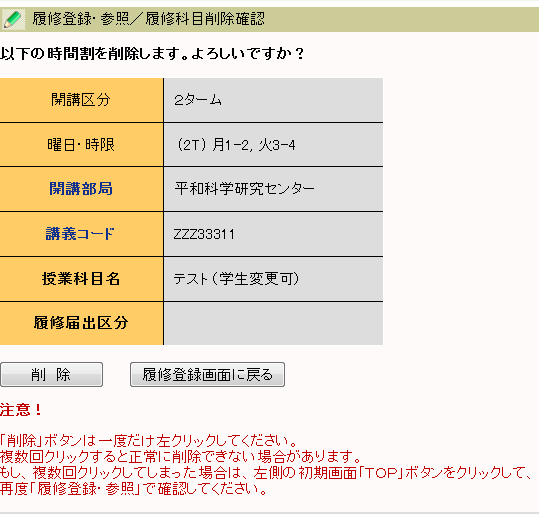 履修登録・参照／履修科目削除確認
以下の時間割を削除します。よろしいですか？
開講区分 2ターム
曜日・時限 (2T) 月1-2, 火3-4
開講部局 平和科学研究センター
講義コード ZZZ33311
授業科目名 テスト(学生変更可)
履修届出区分
削 除 履修登録画面に戻る
注意！
「削除」ボタンは一度だけ左クリックしてください。
複数回クリックすると正常に削除できない場合があります。
もし、複数回クリックしてしまった場合は、左側の初期画面「TOP」ボタンをクリックして、
再度「履修登録・参照」で確認してください。